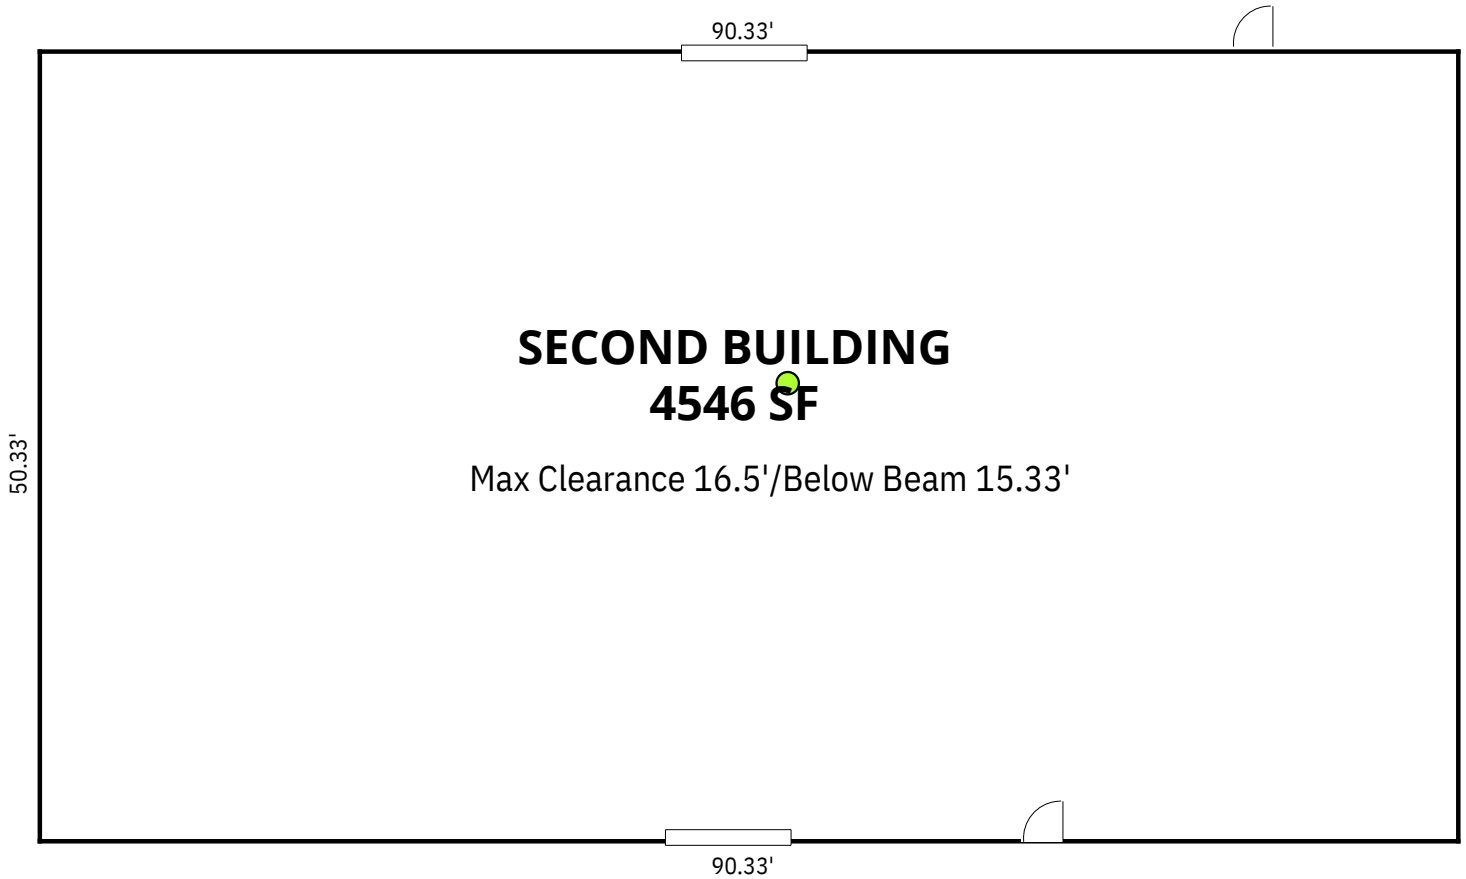 90.33'
SECOND BUILDING
4546 SF
50.33'
Max Clearance 16.5'/Below Beam 15.33'
90.33'